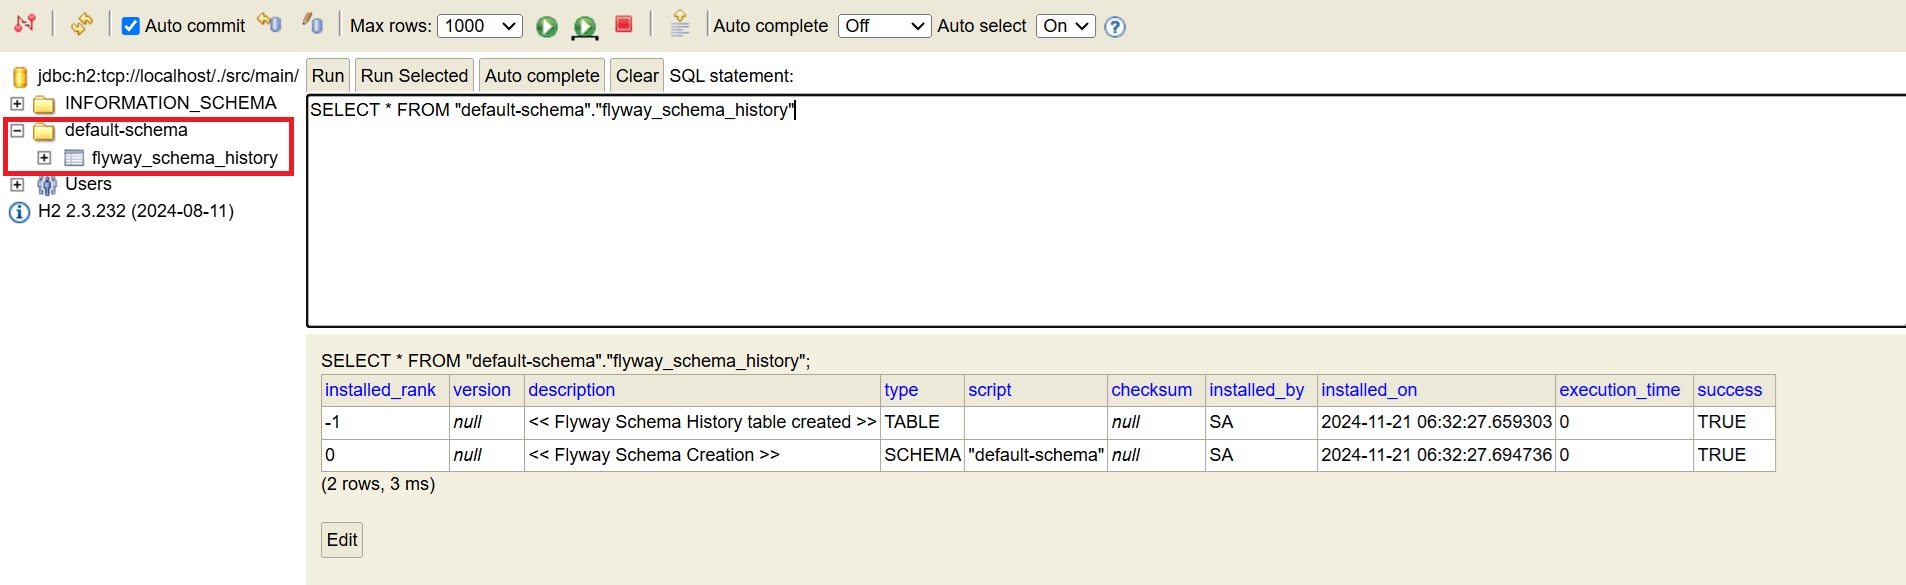 Auto commit Max rows: 1000 Auto complete Off Auto select On
jdbc:h2:tcp://localhost/./src/main/
INFORMATION_SCHEMA
default-schema
flyway_schema_history
Users
H2 2.3.232 (2024-08-11)
Run Run Selected Auto complete Clear SQL statement:
SELECT * FROM "default-schema"."flyway_schema_history"
SELECT * FROM "default-schema"."flyway_schema_history";
installed_rank version description type script checksum installed_by installed_on execution_time success
-1 null << Flyway Schema History table created >> TABLE null SA 2024-11-21 06:32:27.659303 0 TRUE
0 null << Flyway Schema Creation >> SCHEMA "default-schema" null SA 2024-11-21 06:32:27.694736 0 TRUE
(2 rows, 3 ms)
Edit